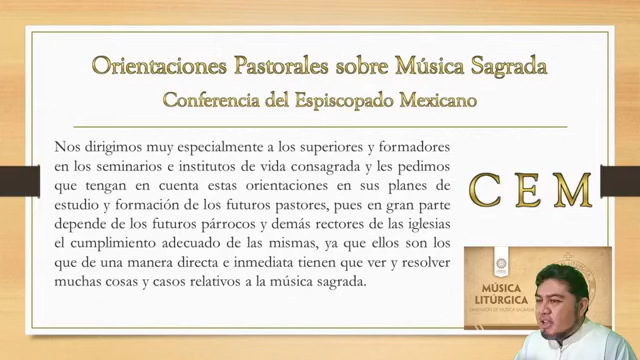 Orientaciones Pastorales sobre Música Sagrada
Conferencia del Espiscopado Mexicano
Nos dirigimos muy especialmente a los superiores y formadores
en los seminarios e institutos de vida consagrada y les pedimos
que tengan en cuenta estas orientaciones en sus planes de
estudio y formación de los futuros pastores, pues en gran parte
depende de los futuros párrocos y demás rectores de las iglesias
el cumplimiento adecuado de las mismas, ya que ellos son los
que de una manera directa e inmediata tienen que ver y resolver
muchas cosas y casos relativos a la música sagrada.
C E M
MÚSICA
LITÚRGICA
DIMENSIÓN DE MÚSICA SAGRADA